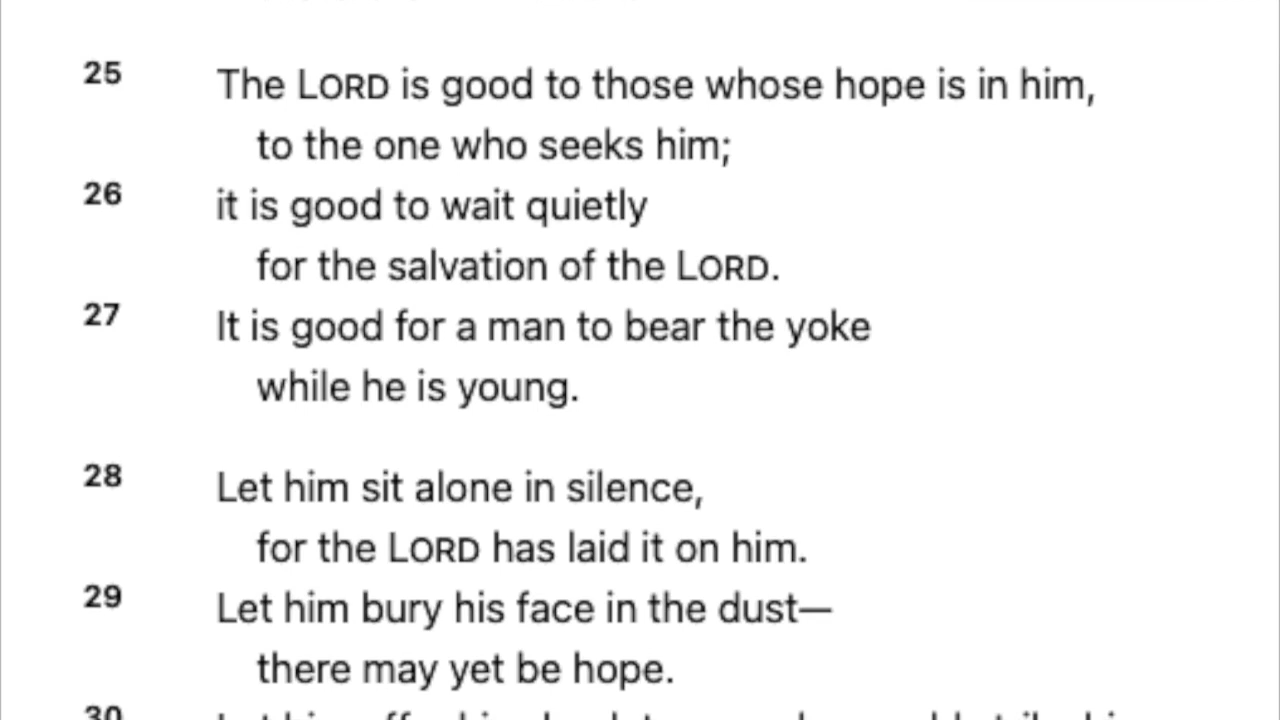 25 The LORD is good to those whose hope is in him,
to the one who seeks him;
26 it is good to wait quietly
for the salvation of the LORD.
27 It is good for a man to bear the yoke
while he is young.
28 Let him sit alone in silence,
for the LORD has laid it on him.
29 Let him bury his face in the dust—
there may yet be hope.
30